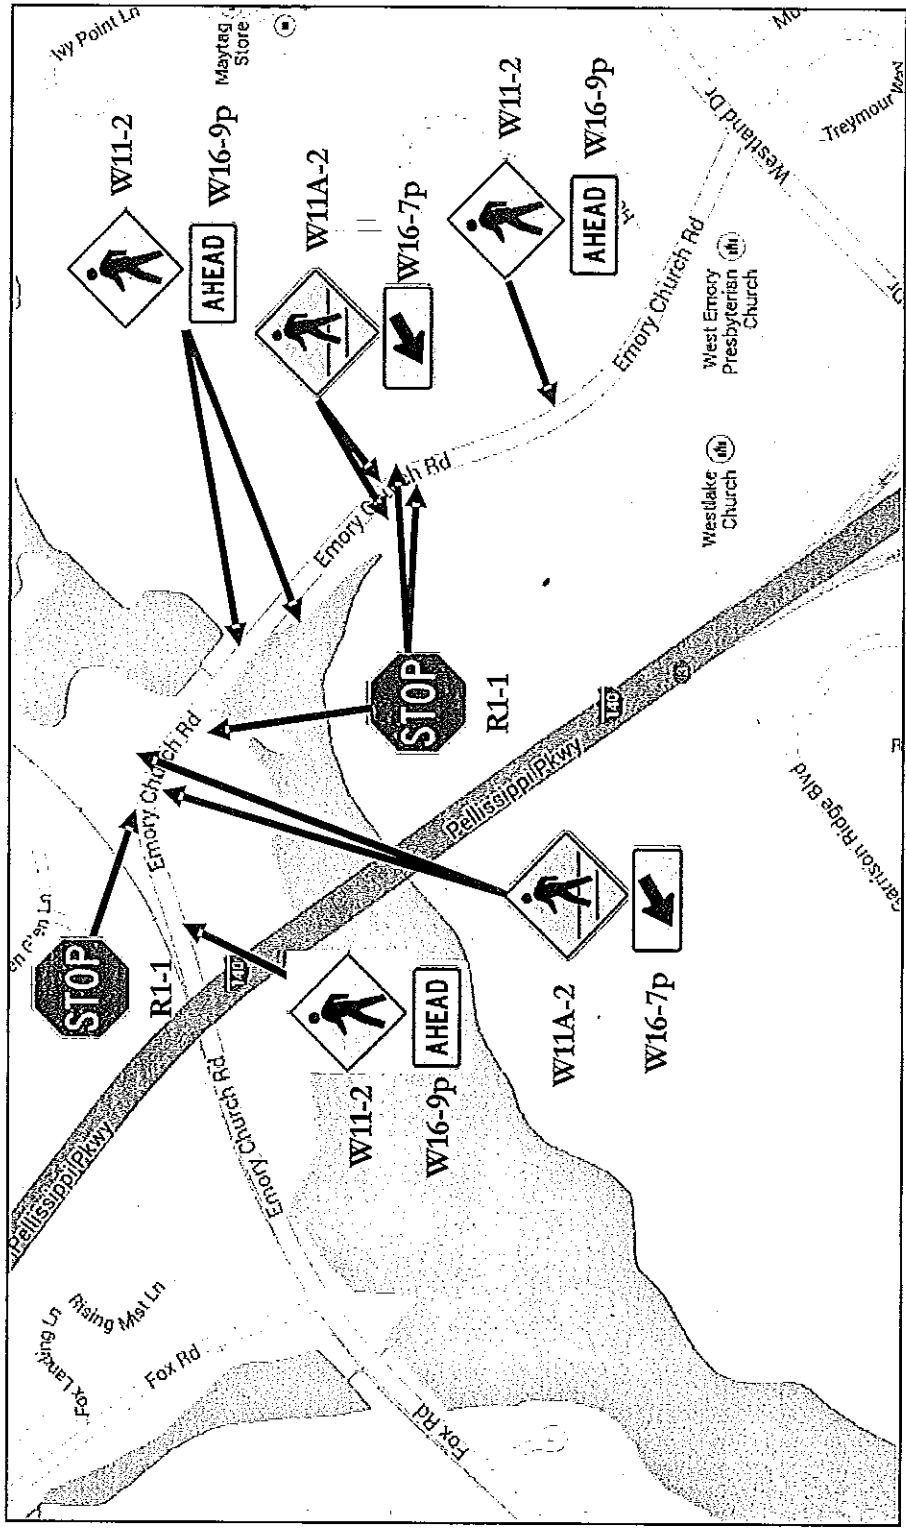 Fox Landing Ln
Rising Mist Ln
Fox Rd
Fox Rd
Pellissippi Pkwy
Emory Church Rd
STOP
R1-1
140
W11-2
AHEAD
W16-9p
Emory Church Rd
Ivy Point Ln
W11-2
AHEAD
W16-9p
Maytag
Store
W11A-2
W16-7p
Emory Church Rd
STOP
R1-1
W11-2
AHEAD
W16-9p
W11A-2
W16-7p
Pellissippi Pkwy
140
Emory Church Rd
Westland Dr
Treymour Way
West Emory
Presbyterian
Church
Westlake
Church
Garrison Ridge Blvd
Dr